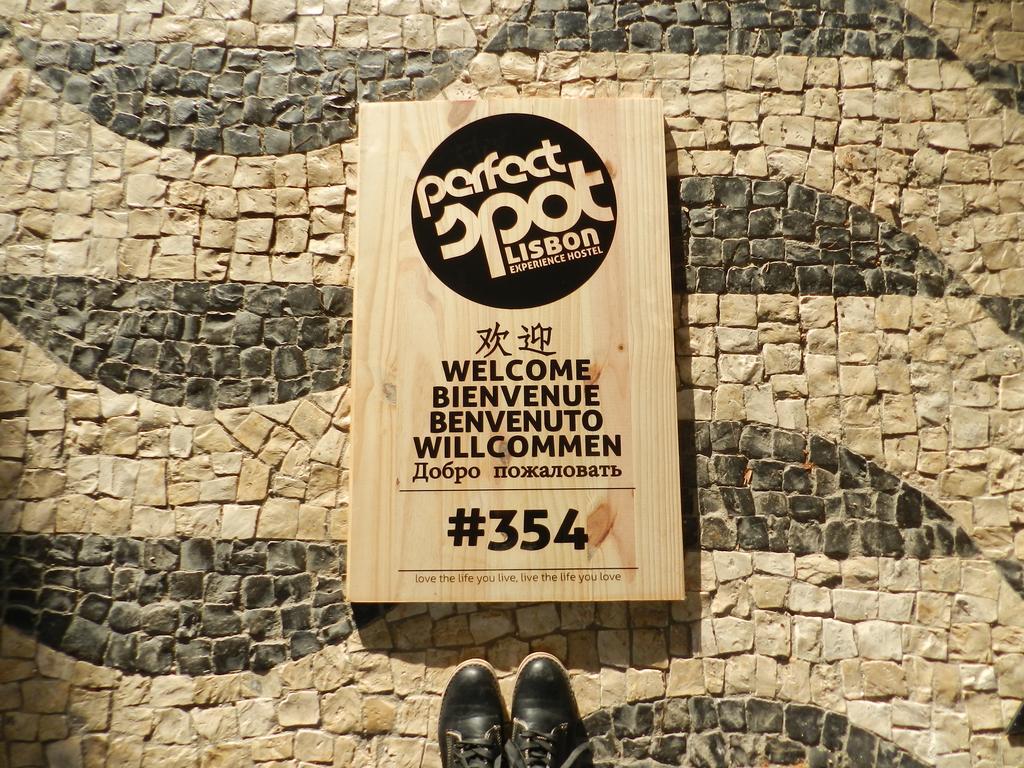 perfect
spot
LISBON
EXPERIENCE HOSTEL
欢迎
WELCOME
BIENVENUE
BENVENUTO
WILLCOMMEN
Добро пожаловать
#354
love the life you live, live the life you love